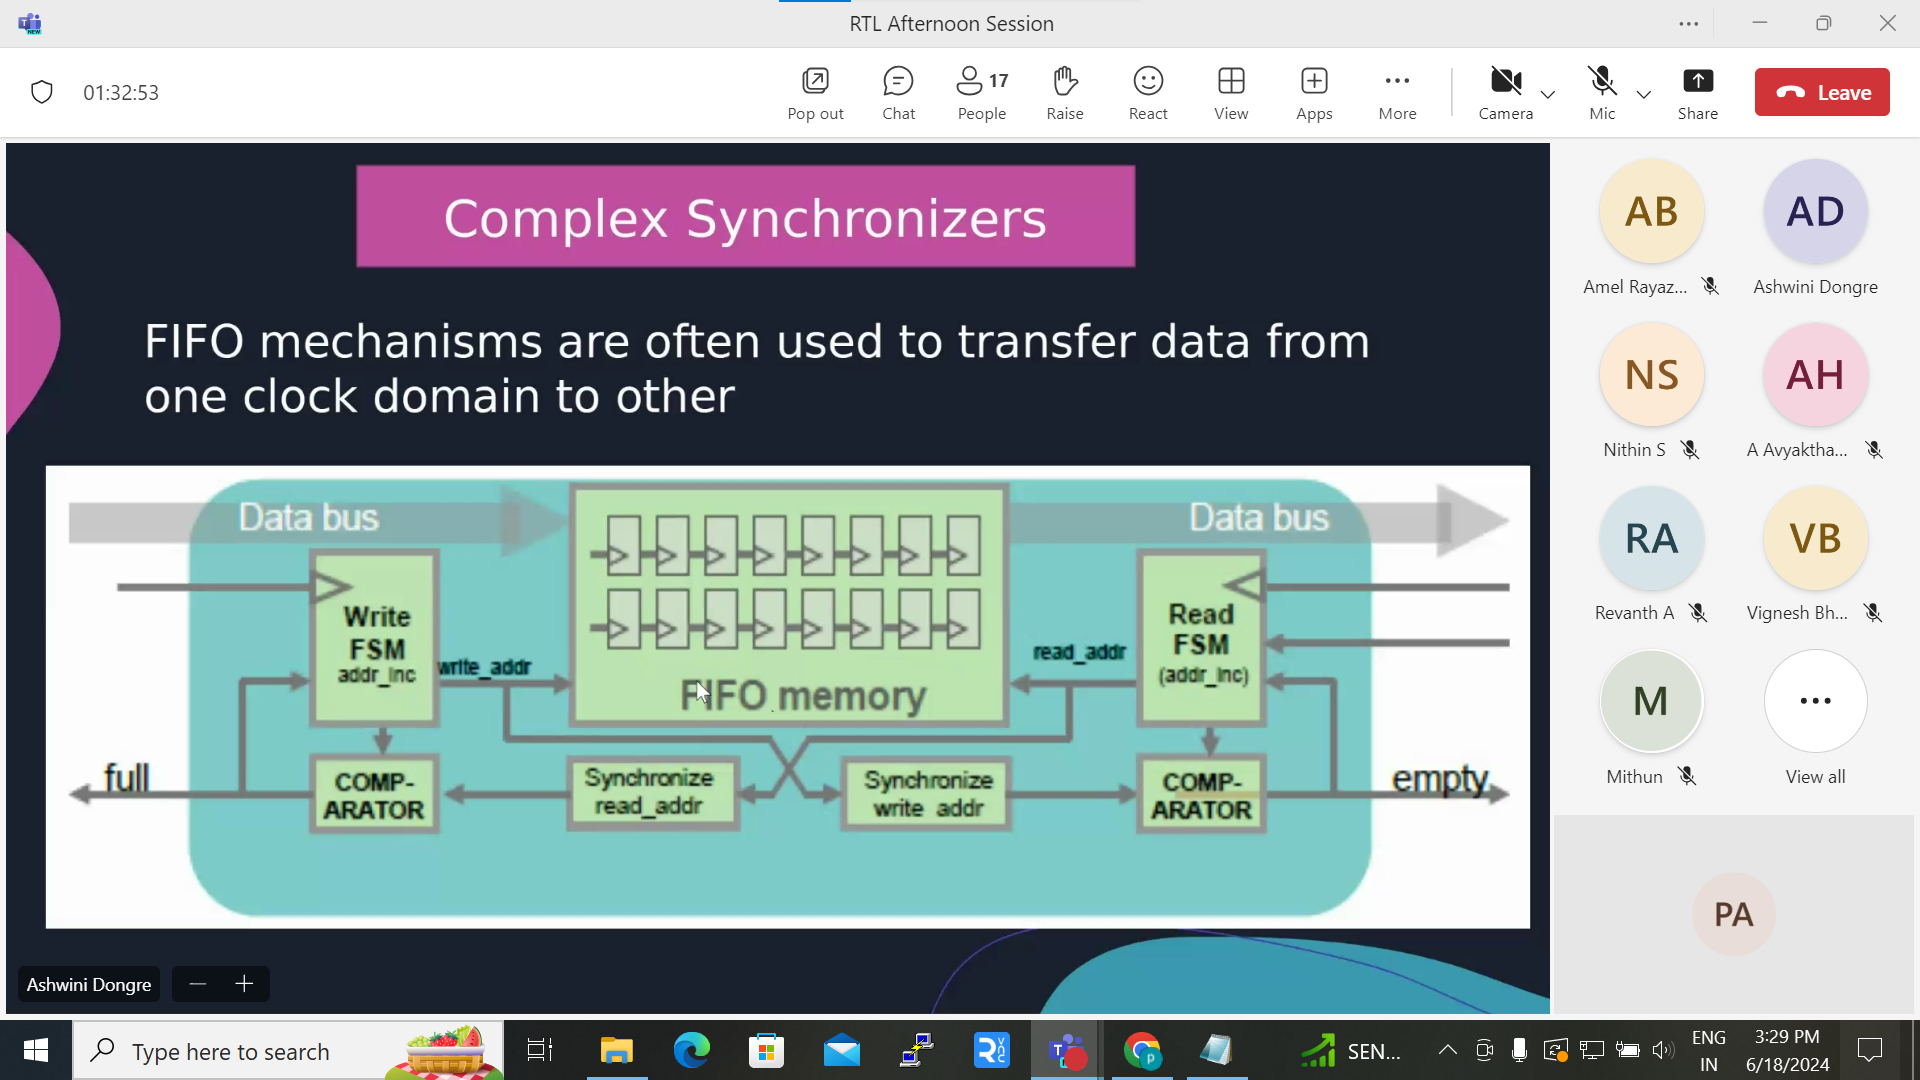 RTL Afternoon Session
01:32:53
Pop out
Chat
17
People
Raise
React
View
Apps
More
Camera
Mic
Share
Leave
Complex Synchronizers
FIFO mechanisms are often used to transfer data from
one clock domain to other
Data bus
Data bus
Write
FSM
addr_inc
write_addr
FIFO memory
read_addr
Read
FSM
(addr_inc)
full
COMP-
ARATOR
Synchronize
read_addr
Synchronize
write_addr
COMP-
ARATOR
empty
Ashwini Dongre
AB
Amel Rayaz...
AD
Ashwini Dongre
NS
Nithin S
AH
A Avyaktha...
RA
Revanth A
VB
Vignesh Bh...
M
Mithun
View all
PA
NEW
Type here to search
SEN...
ENG
IN
3:29 PM
6/18/2024